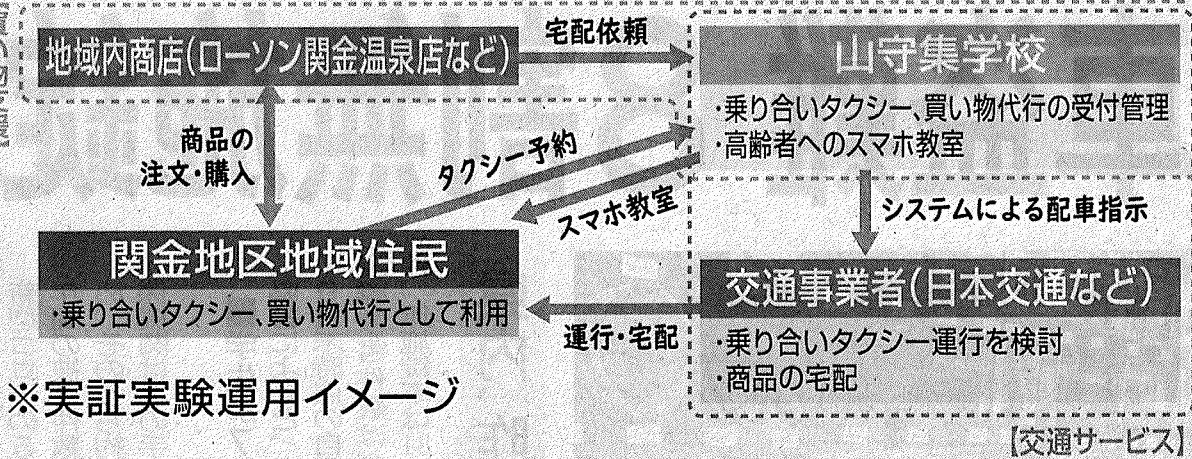 地域内商店(ローソン関金温泉店など)
宅配依頼
山守集学校
・乗り合いタクシー、買い物代行の受付管理
・高齢者へのスマホ教室
商品の
注文・購入
タクシー予約
スマホ教室
システムによる配車指示
関金地区地域住民
・乗り合いタクシー、買い物代行として利用
運行・宅配
交通事業者(日本交通など)
・乗り合いタクシー運行を検討
・商品の宅配
※実証実験運用イメージ
【交通サービス】